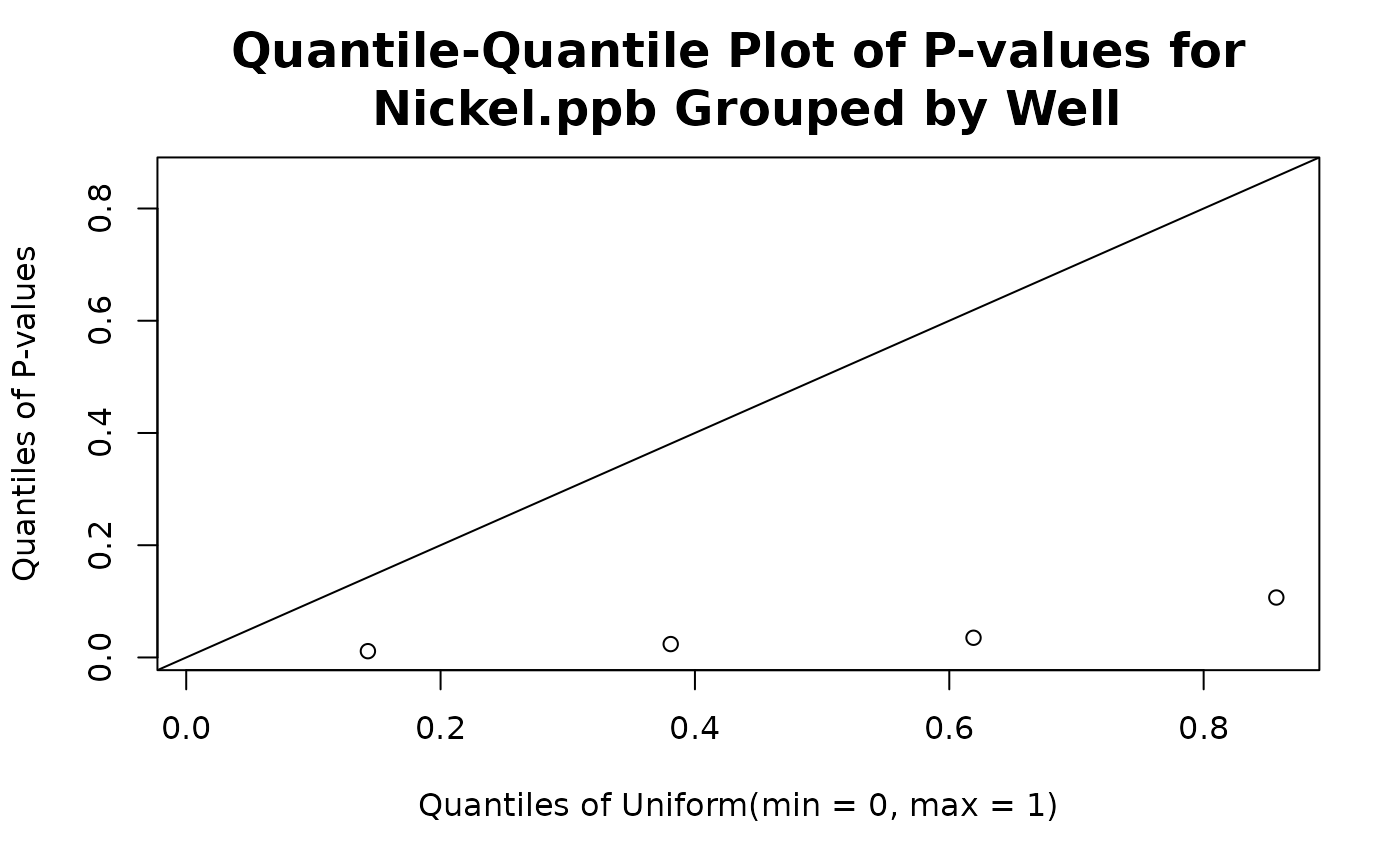 Quantile-Quantile Plot of P-values for
Nickel.ppb Grouped by Well
Quantiles of P-values
0.8
0.6
0.4
0.2
0.0
0.0 0.2 0.4 0.6 0.8
Quantiles of Uniform(min = 0, max = 1)